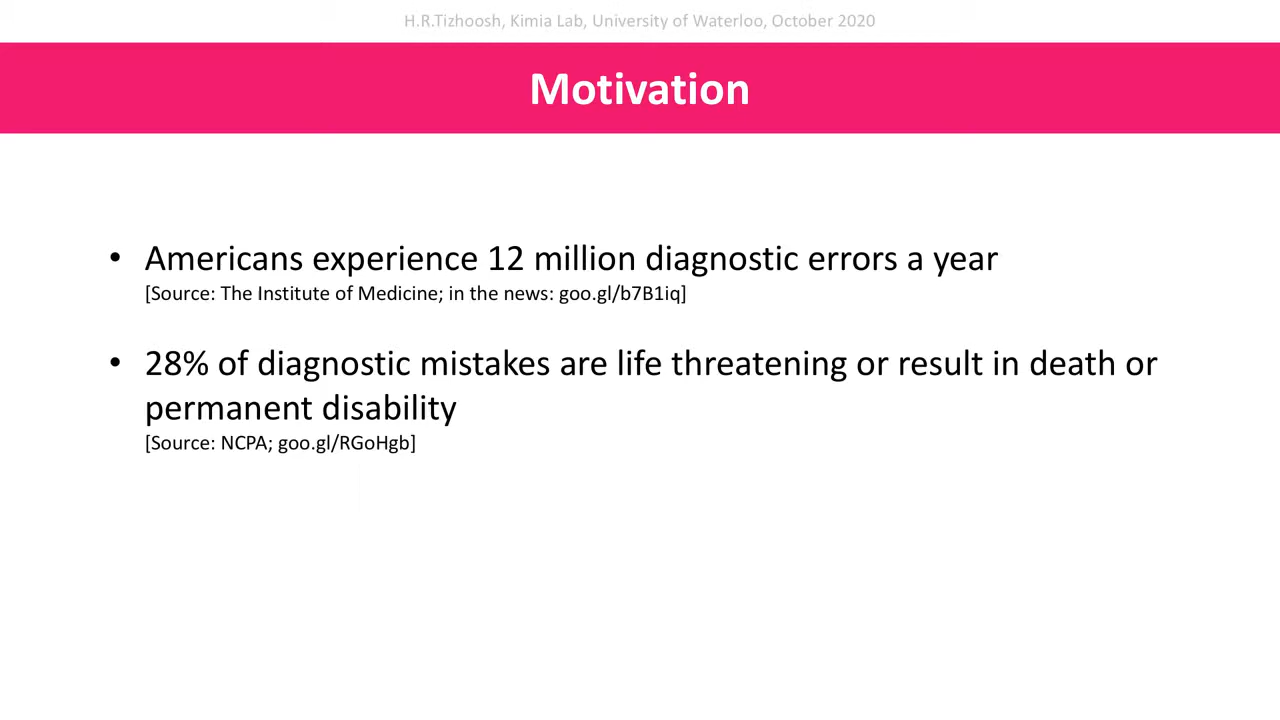 H.R.Tizhoosh, Kimia Lab, University of Waterloo, October 2020
Motivation
• Americans experience 12 million diagnostic errors a year
[Source: The Institute of Medicine; in the news: goo.gl/b7B1iq]
• 28% of diagnostic mistakes are life threatening or result in death or
permanent disability
[Source: NCPA; goo.gl/RGoHgb]